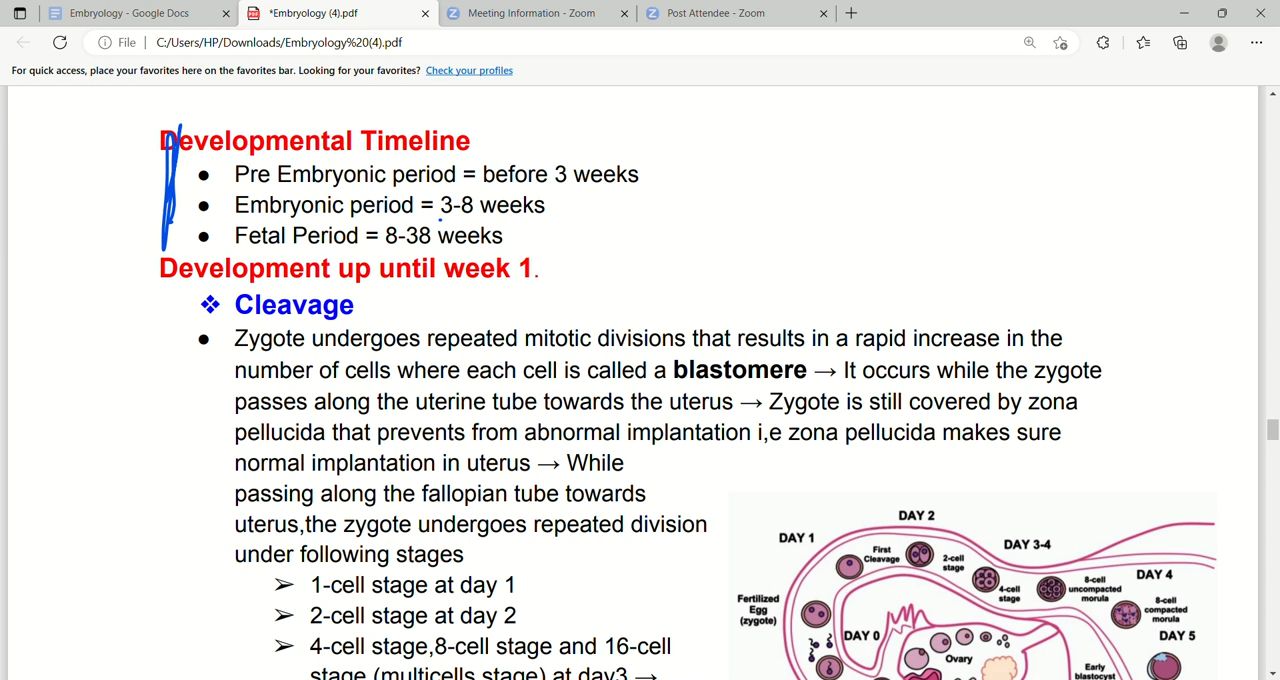 Embryology - Google Docs
*Embryology (4).pdf
Meeting Information - Zoom
Post Attendee - Zoom
File
C:/Users/HP/Downloads/Embryology%20(4).pdf
For quick access, place your favorites here on the favorites bar. Looking for your favorites? Check your profiles
Developmental Timeline
● Pre Embryonic period = before 3 weeks
● Embryonic period = 3-8 weeks
● Fetal Period = 8-38 weeks
Development up until week 1.
❖ Cleavage
● Zygote undergoes repeated mitotic divisions that results in a rapid increase in the
number of cells where each cell is called a blastomere → It occurs while the zygote
passes along the uterine tube towards the uterus → Zygote is still covered by zona
pellucida that prevents from abnormal implantation i,e zona pellucida makes sure
normal implantation in uterus → While
passing along the fallopian tube towards
uterus,the zygote undergoes repeated division
under following stages
➢ 1-cell stage at day 1
➢ 2-cell stage at day 2
➢ 4-cell stage,8-cell stage and 16-cell
stage (multicells stage) at day3 →
DAY 2
DAY 1
DAY 3-4
First
Cleavage
2-cell
stage
DAY 4
4-cell
stage
8-cell
uncompacted
morula
Fertilized
Egg
(zygote)
8-cell
compacted
morula
DAY 0
DAY 5
Ovary
Early
blastocyst